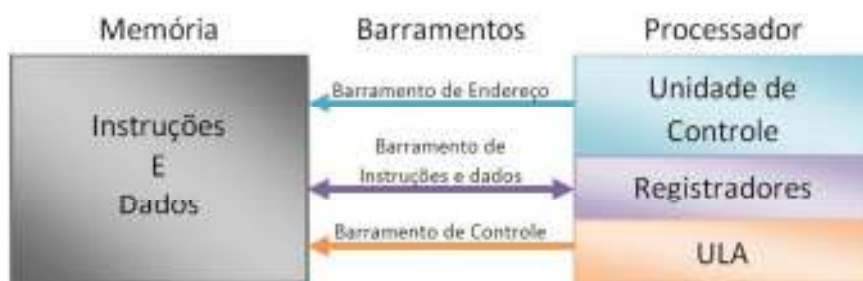 Memória
Barramentos
Processador
Instruções
E
Dados
Barramento de Endereço
Barramento de
Instruções e dados
Barramento de Controle
Unidade de
Controle
Registradores
ULA